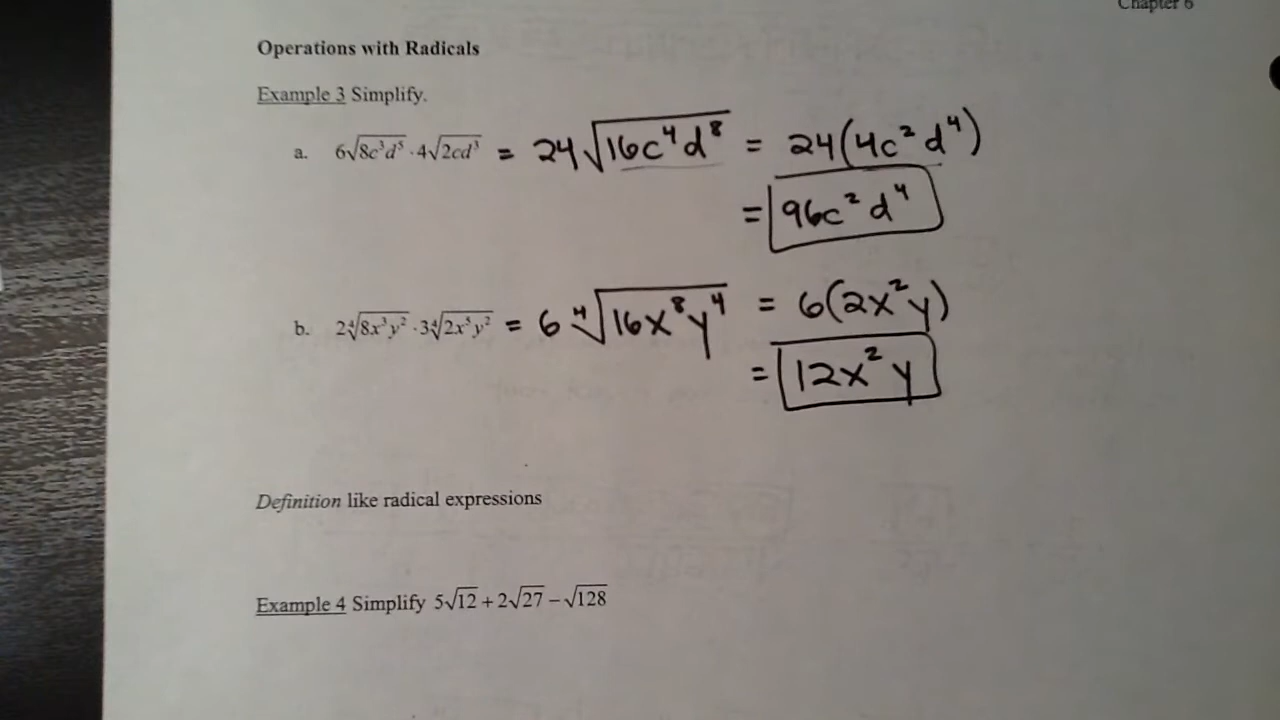 Chapter 6
Operations with Radicals
Example 3 Simplify.
a. 6√8c³d⁵ · 4√2cd³ = 24√16c⁴d⁸ = 24(4c²d⁴)
= 96c²d⁴
b. 2∜8x³y² · 3∜2x⁵y² = 6∜16x⁸y⁴ = 6(2x²y)
= 12x²y
Definition like radical expressions
Example 4 Simplify 5√12 + 2√27 − √128